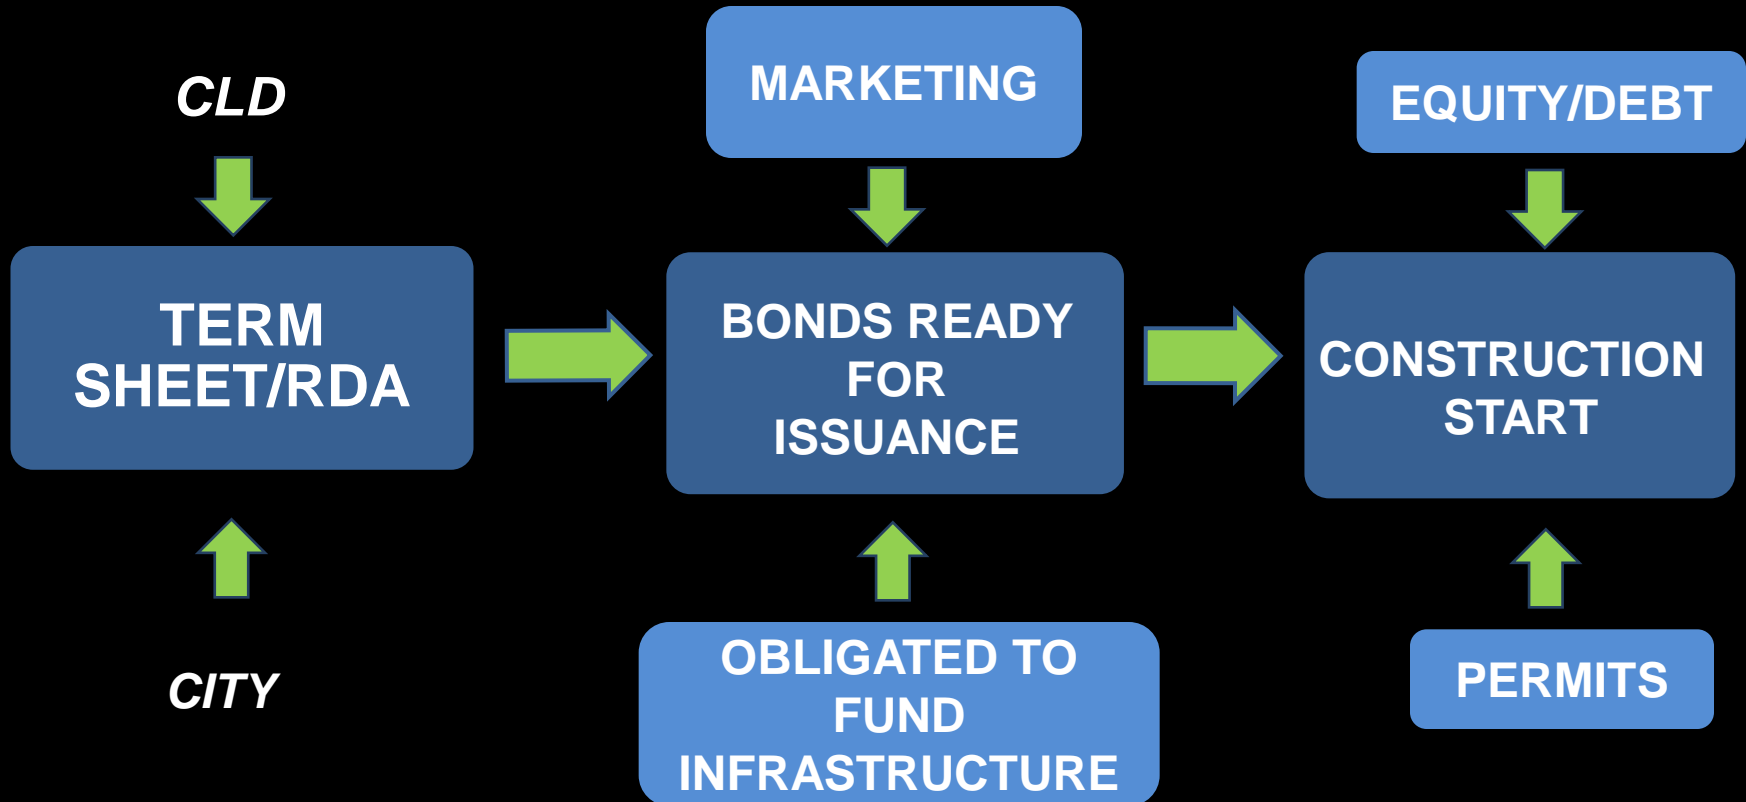 CLD
TERM
SHEET/RDA
CITY
MARKETING
BONDS READY
FOR
ISSUANCE
OBLIGATED TO
FUND
INFRASTRUCTURE
EQUITY/DEBT
CONSTRUCTION
START
PERMITS